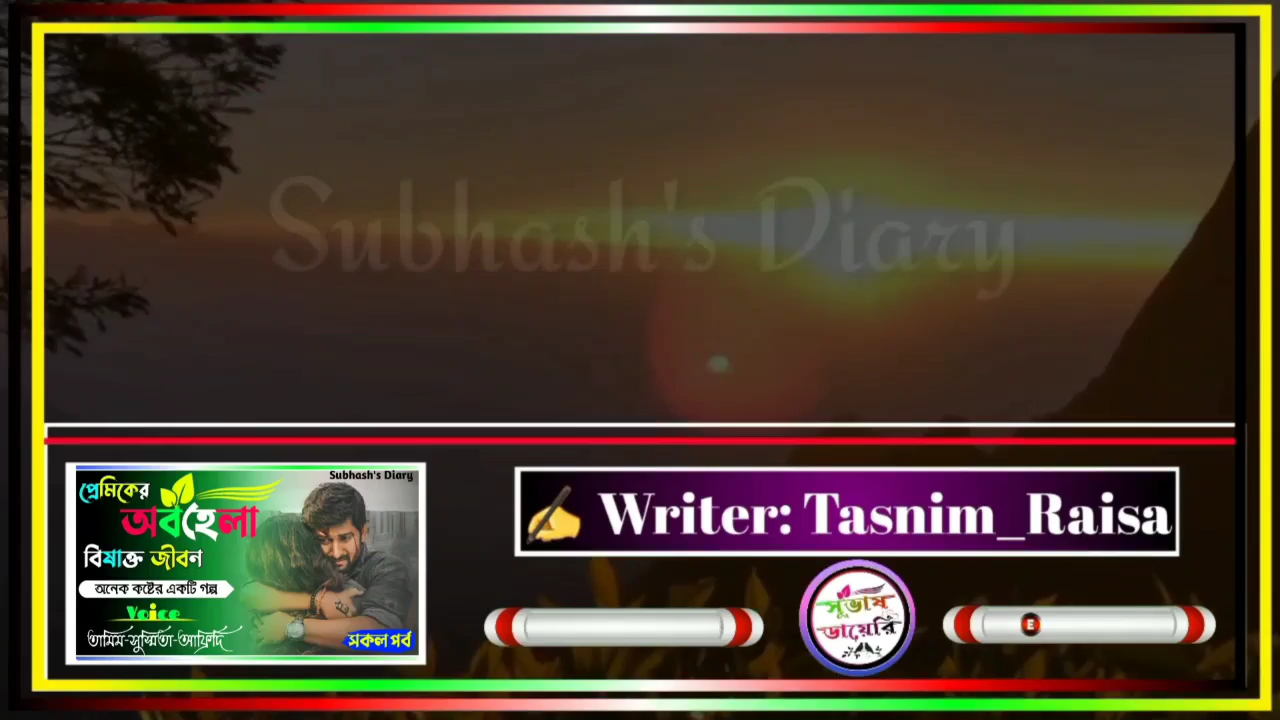 Subhash's Diary
Subhash's Diary
প্রেমিকের
অবহেলা
বিষাক্ত জীবন
অনেক কষ্টের একটি গল্প
Voice
তামিম-সুস্মিতা-আফ্রিদি
সকল পর্ব
✍️ Writer: Tasnim_Raisa
সুভাষ
ডায়েরি
E